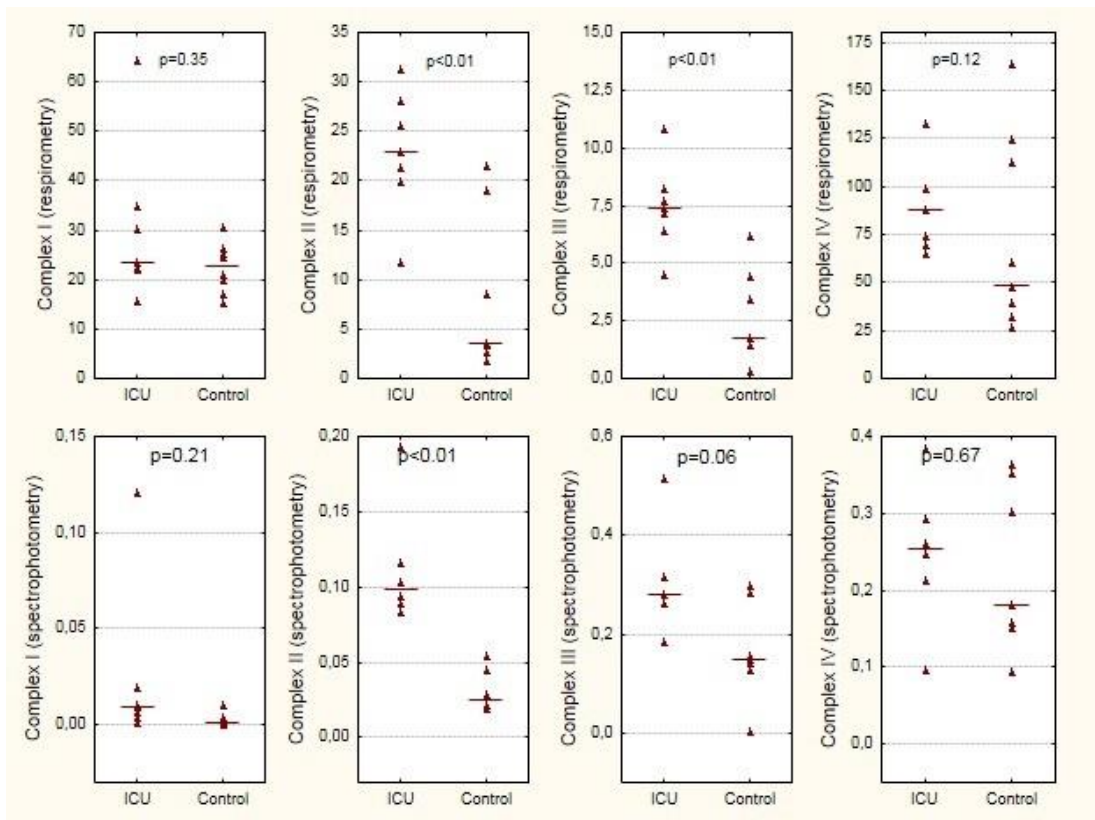 Complex I (respirometry)
70
60
50
40
30
20
10
0
p=0.35
ICU Control
Complex II (respirometry)
35
30
25
20
15
10
5
0
p<0.01
ICU Control
Complex III (respirometry)
15,0
12,5
10,0
7,5
5,0
2,5
0,0
p<0.01
ICU Control
Complex IV (respirometry)
175
150
125
100
75
50
25
0
p=0.12
ICU Control
Complex I (spectrophotometry)
0,15
0,10
0,05
0,00
p=0.21
ICU Control
Complex II (spectrophotometry)
0,20
0,15
0,10
0,05
0,00
p<0.01
ICU Control
Complex III (spectrophotometry)
0,6
0,4
0,2
0,0
p=0.06
ICU Control
Complex IV (spectrophotometry)
0,4
0,3
0,2
0,1
0,0
p=0.67
ICU Control